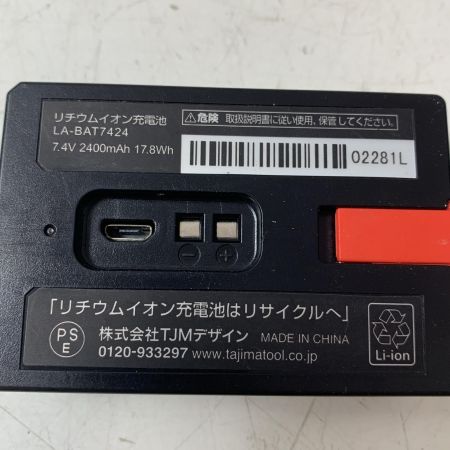 リチウムイオン充電池
LA-BAT7424
7.4V 2400mAh 17.8Wh
⚠危険 取扱説明書に従い使用、保管してください。
02281L
− +
「リチウムイオン充電池はリサイクルへ」
PS
E
株式会社TJMデザイン MADE IN CHINA
0120-933297 www.tajimatool.co.jp
Li-ion